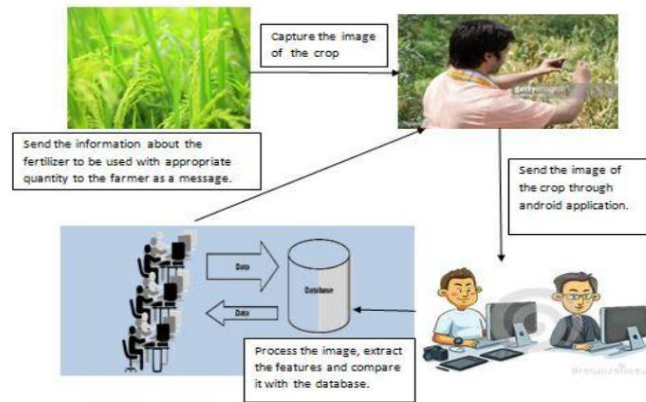 Capture the image
of the crop
gettyimages
Send the information about the
fertilizer to be used with appropriate
quantity to the farmer as a message.
Send the image of
the crop through
android application.
Data
Data
Database
Process the image, extract
the features and compare
it with the database.